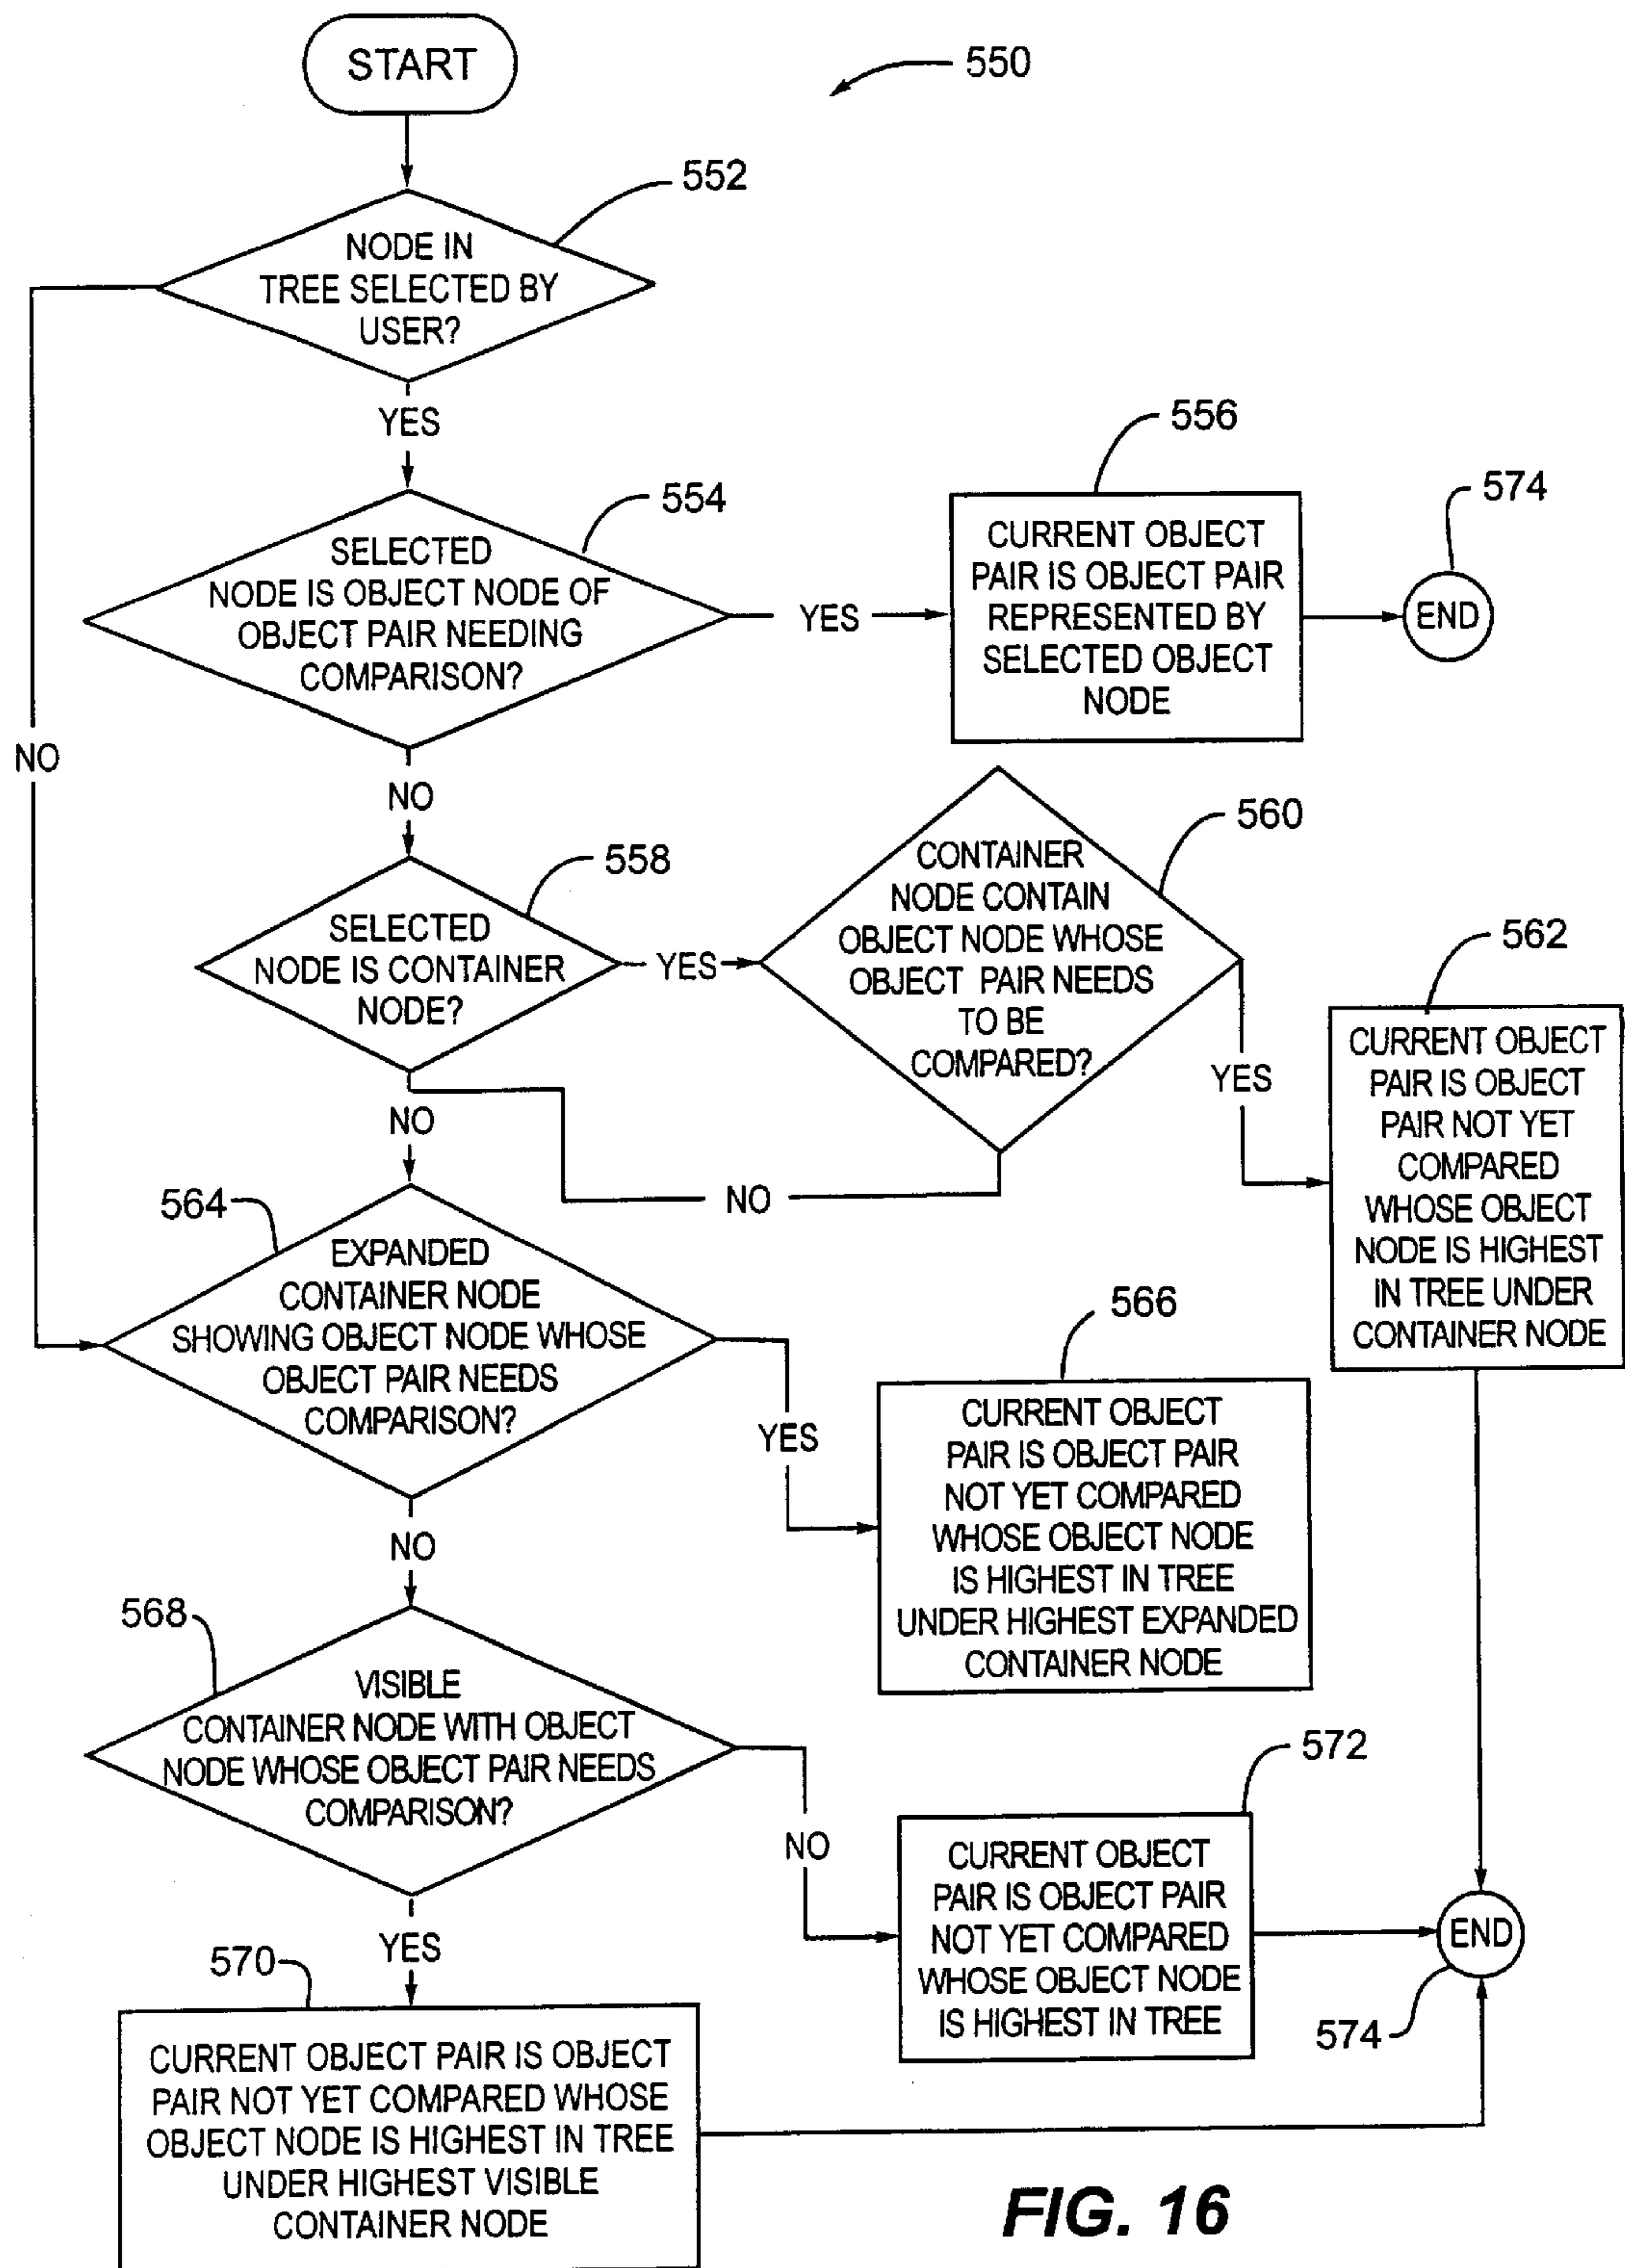 START
550
552
NODE IN
TREE SELECTED BY
USER?
YES
NO
554
SELECTED
NODE IS OBJECT NODE OF
OBJECT PAIR NEEDING
COMPARISON?
YES
556
CURRENT OBJECT
PAIR IS OBJECT PAIR
REPRESENTED BY
SELECTED OBJECT
NODE
574
END
NO
558
SELECTED
NODE IS CONTAINER
NODE?
YES
560
CONTAINER
NODE CONTAIN
OBJECT NODE WHOSE
OBJECT PAIR NEEDS
TO BE
COMPARED?
YES
562
CURRENT OBJECT
PAIR IS OBJECT
PAIR NOT YET
COMPARED
WHOSE OBJECT
NODE IS HIGHEST
IN TREE UNDER
CONTAINER NODE
NO
NO
564
EXPANDED
CONTAINER NODE
SHOWING OBJECT NODE WHOSE
OBJECT PAIR NEEDS
COMPARISON?
YES
566
CURRENT OBJECT
PAIR IS OBJECT PAIR
NOT YET COMPARED
WHOSE OBJECT NODE
IS HIGHEST IN TREE
UNDER HIGHEST EXPANDED
CONTAINER NODE
NO
568
VISIBLE
CONTAINER NODE WITH OBJECT
NODE WHOSE OBJECT PAIR NEEDS
COMPARISON?
NO
572
CURRENT OBJECT
PAIR IS OBJECT PAIR
NOT YET COMPARED
WHOSE OBJECT NODE
IS HIGHEST IN TREE
END
574
YES
570
CURRENT OBJECT PAIR IS OBJECT
PAIR NOT YET COMPARED WHOSE
OBJECT NODE IS HIGHEST IN TREE
UNDER HIGHEST VISIBLE
CONTAINER NODE
FIG. 16